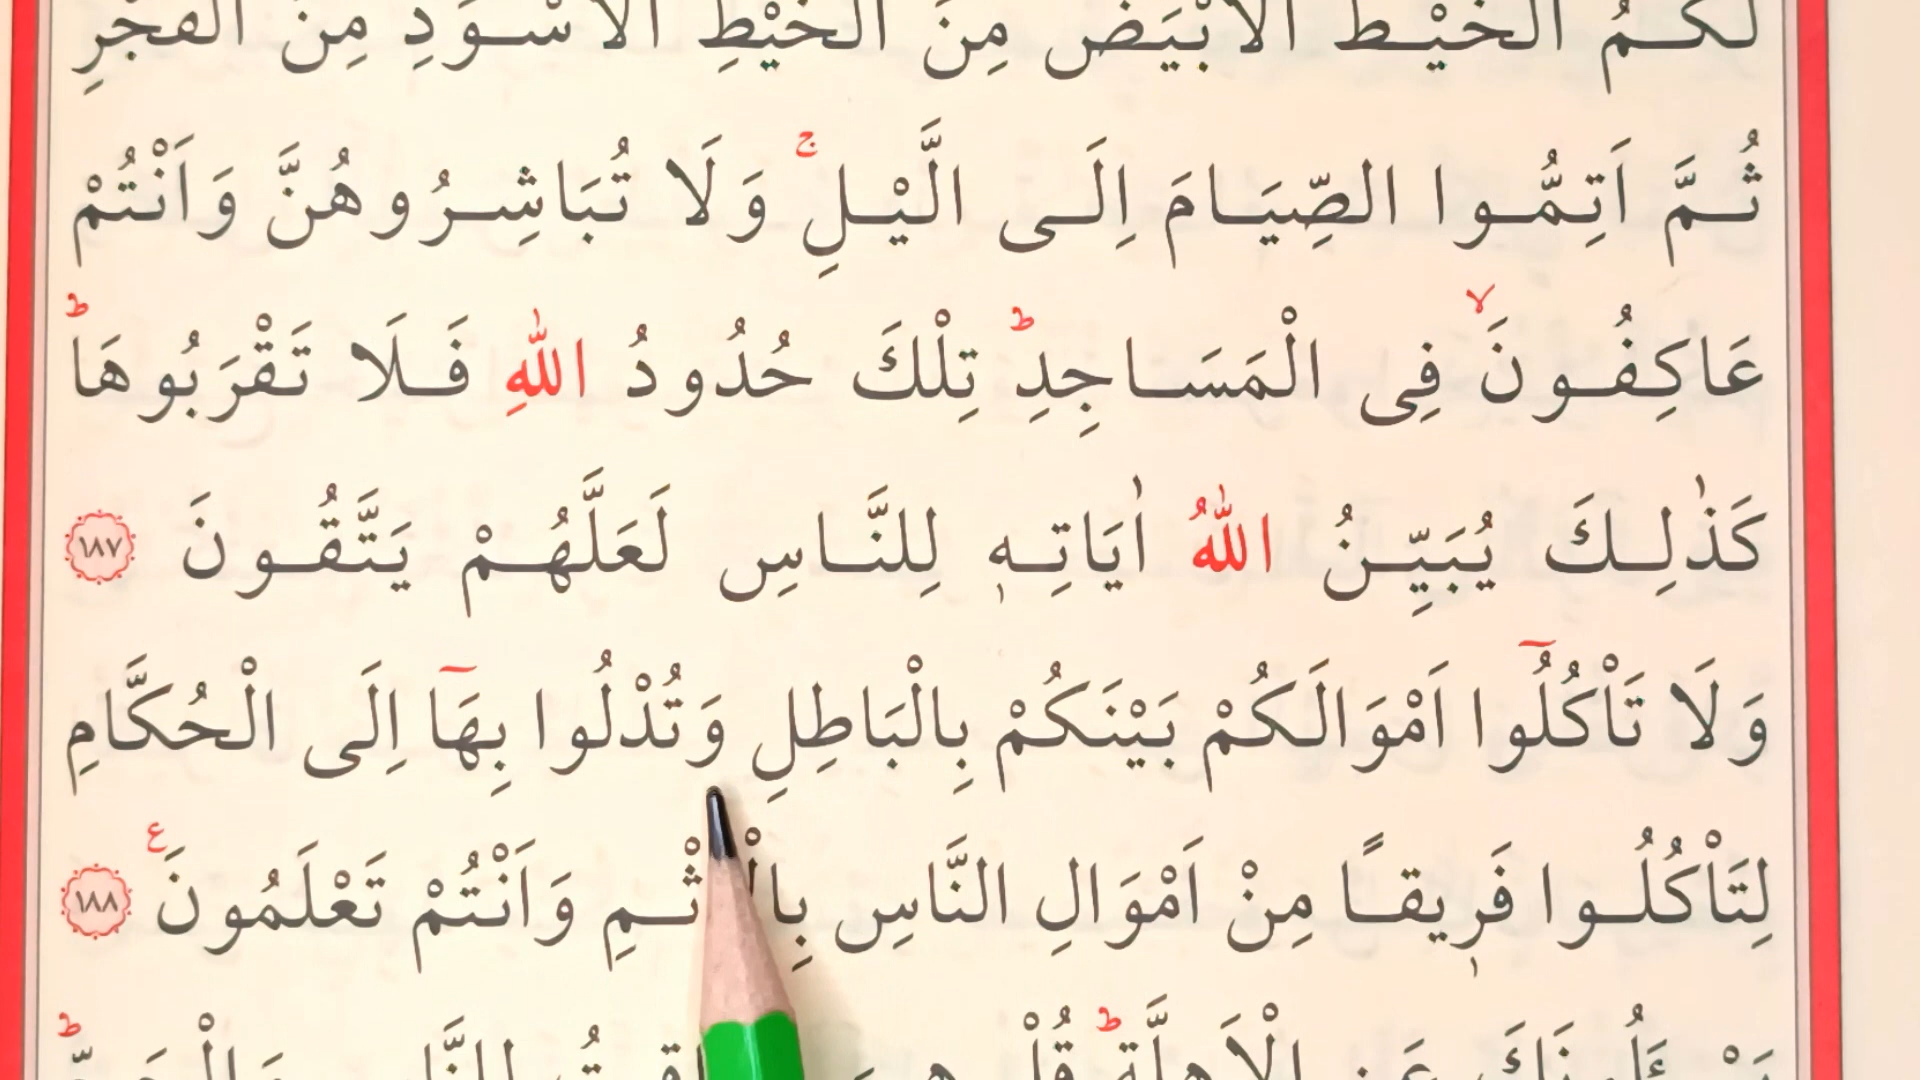 لَكُمُ الْخَيْطُ الْاَبْيَضُ مِنَ الْخَيْطِ الْاَسْوَدِ مِنَ الْفَجْرِ
ثُمَّ اَتِمُّوا الصِّيَامَ اِلَى الَّيْلِۚ وَلَا تُبَاشِرُوهُنَّ وَاَنْتُمْ
عَاكِفُونَۙ فِى الْمَسَاجِدِۜ تِلْكَ حُدُودُ اللّٰهِ فَلَا تَقْرَبُوهَاؕ
كَذٰلِكَ يُبَيِّنُ اللّٰهُ اٰيَاتِهٖ لِلنَّاسِ لَعَلَّهُمْ يَتَّقُونَ ١٨٧
وَلَا تَاْكُلُٓوا اَمْوَالَكُمْ بَيْنَكُمْ بِالْبَاطِلِ وَتُدْلُوا بِهَٓا اِلَى الْحُكَّامِ
لِتَاْكُلُوا فَرٖيقًا مِنْ اَمْوَالِ النَّاسِ وَاَنْتُمْ تَعْلَمُونَࣖ ١٨٨
عَنِ الْاَهِلَّةِؕ قُلْ